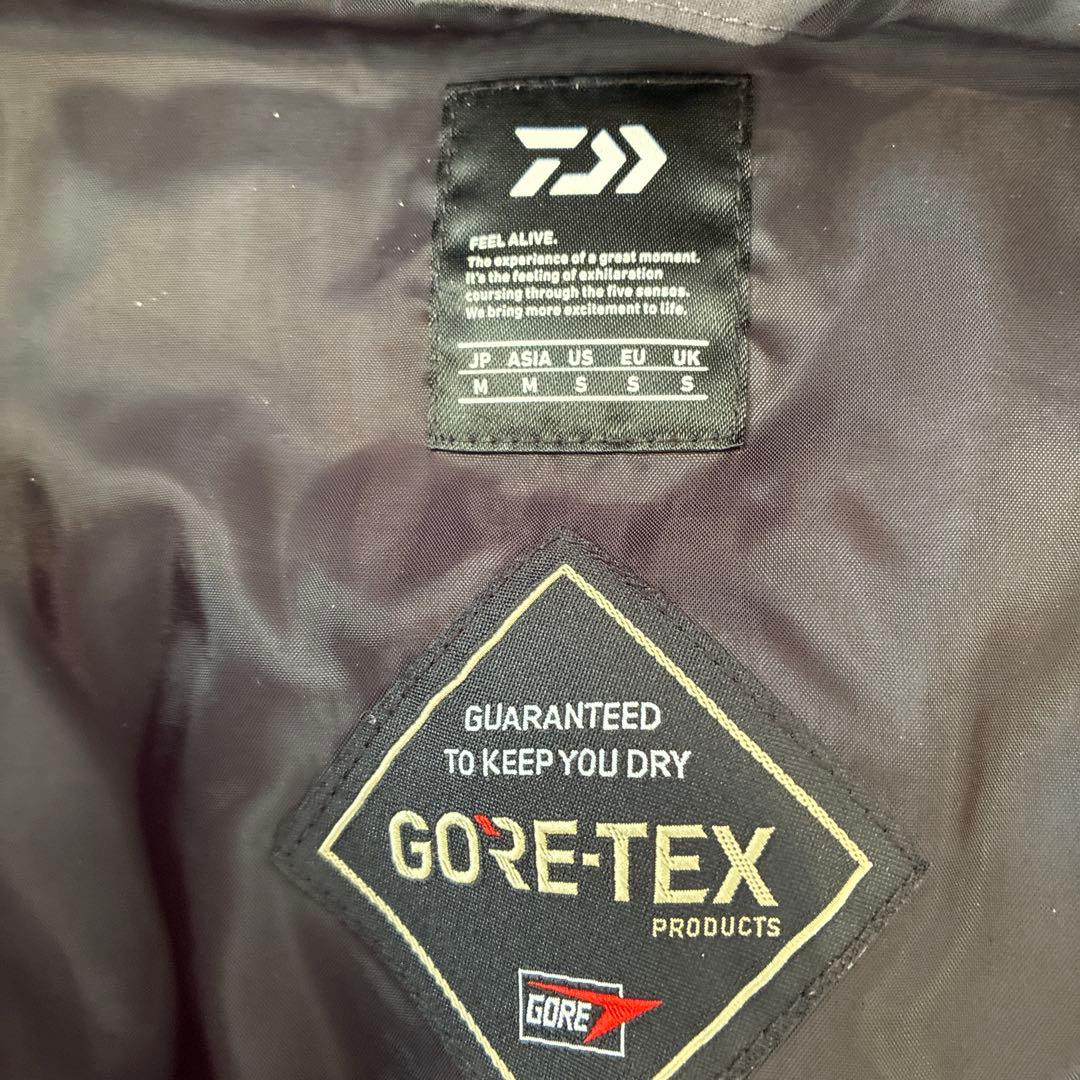 FEEL ALIVE.
The experience of a great moment.
It's the feeling of exhilaration
coursing through the five senses.
We bring more excitement to life.
JP ASIA US EU UK
M M S S S
GUARANTEED
TO KEEP YOU DRY
GORE-TEX
PRODUCTS
GORE